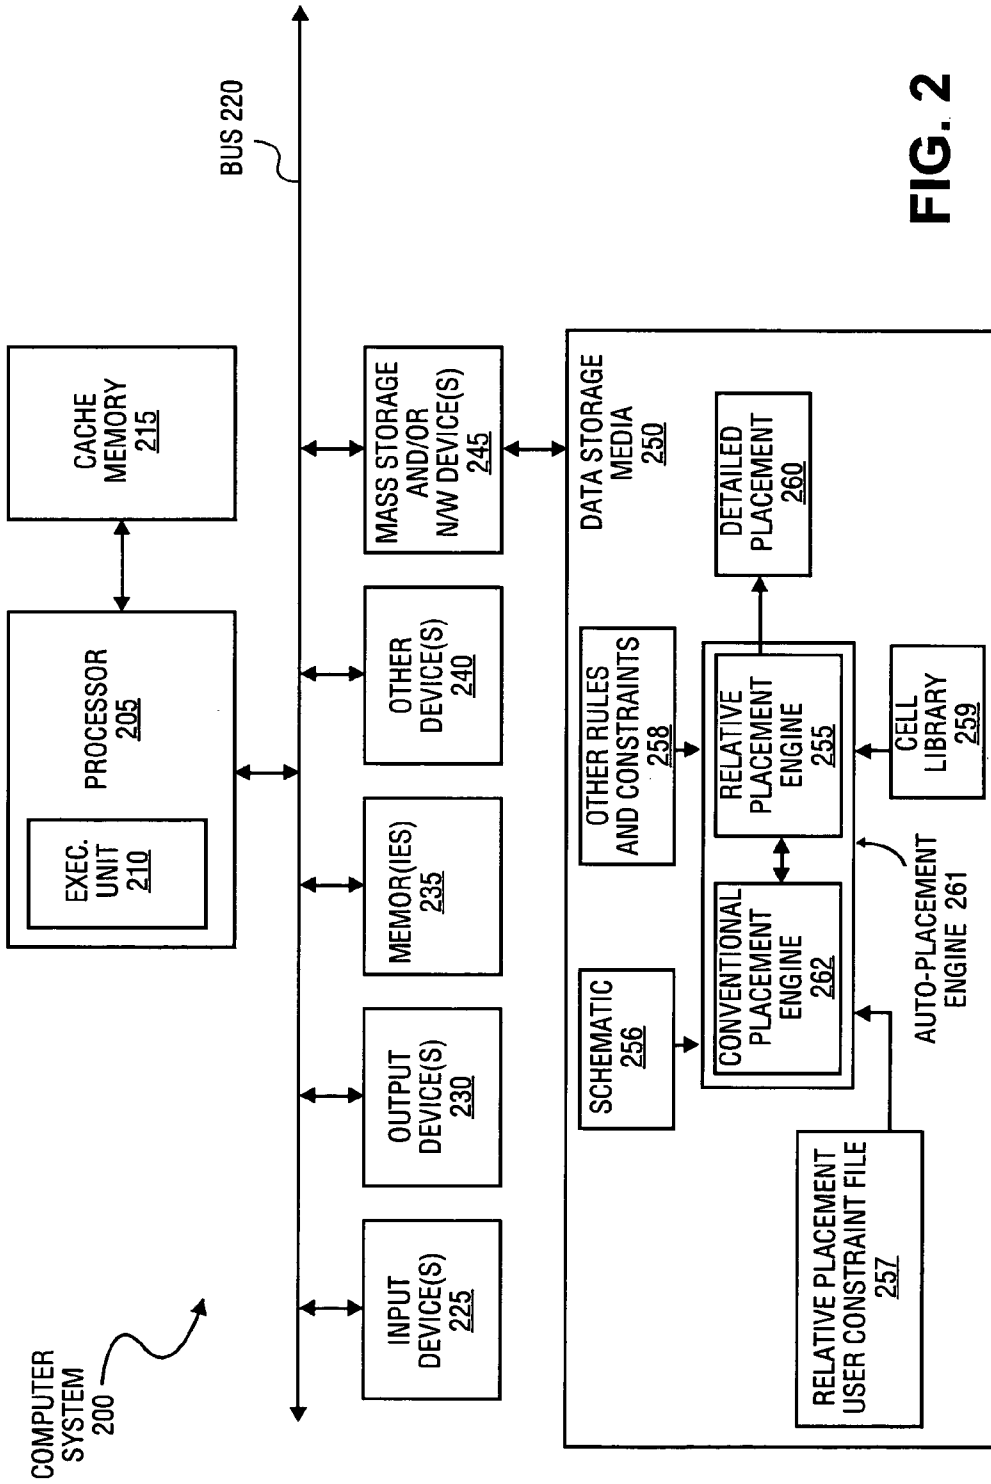 COMPUTER
SYSTEM
200
PROCESSOR
205
EXEC.
UNIT
210
CACHE
MEMORY
215
BUS 220
INPUT
DEVICE(S)
225
OUTPUT
DEVICE(S)
230
MEMOR(IES)
235
OTHER
DEVICE(S)
240
MASS STORAGE
AND/OR
N/W DEVICE(S)
245
DATA STORAGE
MEDIA
250
SCHEMATIC
256
OTHER RULES
AND CONSTRAINTS
258
CONVENTIONAL
PLACEMENT
ENGINE
262
RELATIVE
PLACEMENT
ENGINE
255
DETAILED
PLACEMENT
260
RELATIVE PLACEMENT
USER CONSTRAINT FILE
257
AUTO-PLACEMENT
ENGINE 261
CELL
LIBRARY
259
FIG. 2